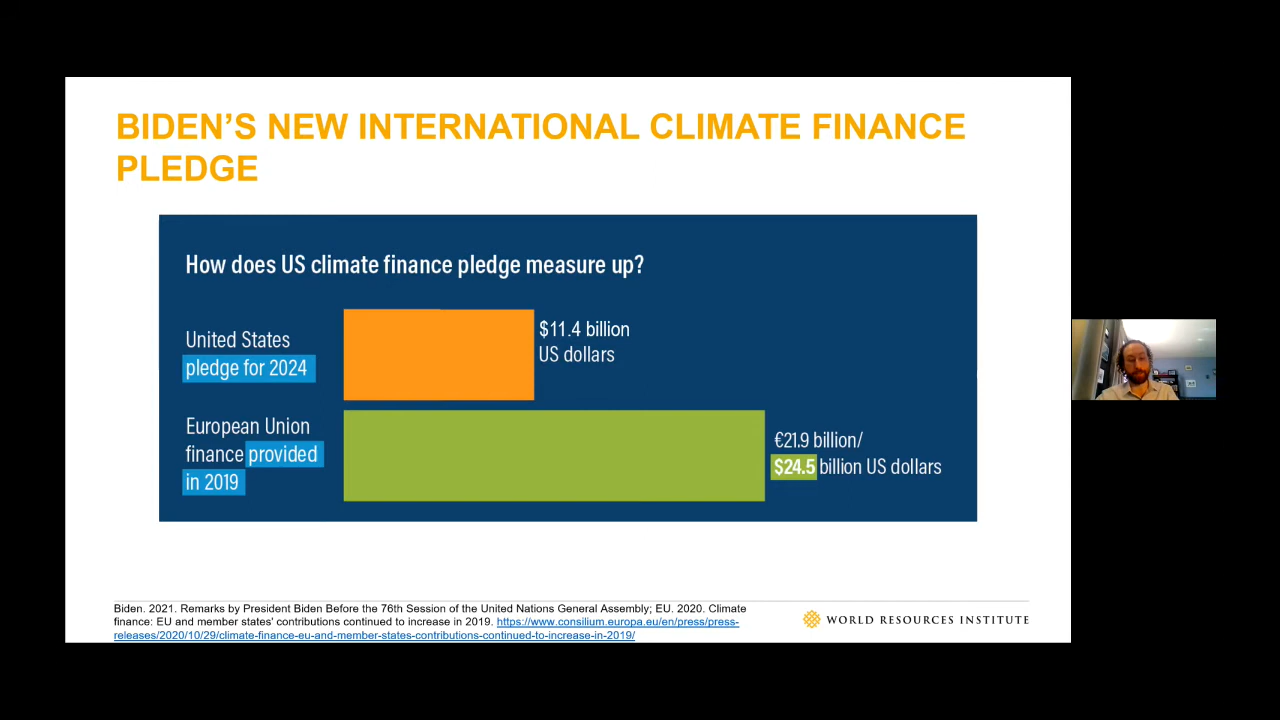 BIDEN'S NEW INTERNATIONAL CLIMATE FINANCE
PLEDGE
How does US climate finance pledge measure up?
United States
pledge for 2024
$11.4 billion
US dollars
European Union
finance provided
in 2019
€21.9 billion/
$24.5 billion US dollars
Biden. 2021. Remarks by President Biden Before the 76th Session of the United Nations General Assembly; EU. 2020. Climate
finance: EU and member states' contributions continued to increase in 2019. https://www.consilium.europa.eu/en/press/press-
releases/2020/10/29/climate-finance-eu-and-member-states-contributions-continued-to-increase-in-2019/
WORLD RESOURCES INSTITUTE